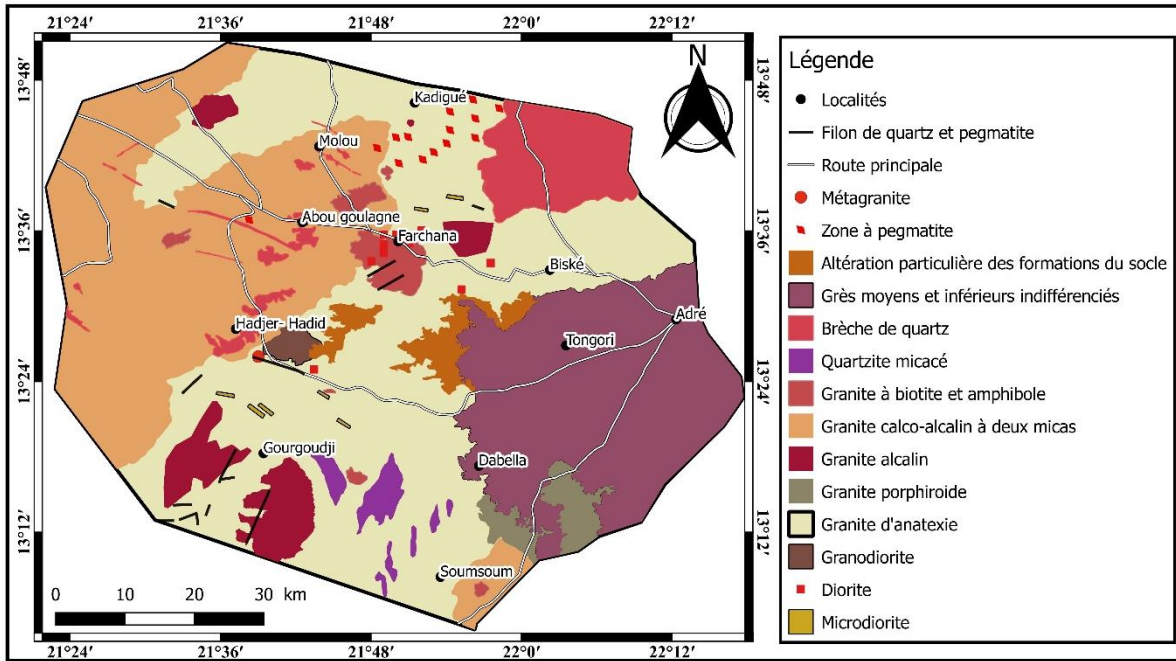 21°24′ 21°36′ 21°48′ 22°0′ 22°12′
13°48′ 13°48′
N
Kadigué
Molou
Abou goulagne
13°36′ 13°36′
Farchana
Biské
Adré
Hadjer- Hadid
Tongori
13°24′ 13°24′
Gourgoudji
Dabella
13°12′ 13°12′
Soumsoum
0 10 20 30 km
21°24′ 21°36′ 21°48′ 22°0′ 22°12′
Légende
Localités
Filon de quartz et pegmatite
Route principale
Métagranite
Zone à pegmatite
Altération particulière des formations du socle
Grès moyens et inférieurs indifférenciés
Brèche de quartz
Quartzite micacé
Granite à biotite et amphibole
Granite calco-alcalin à deux micas
Granite alcalin
Granite porphiroide
Granite d'anatexie
Granodiorite
Diorite
Microdiorite